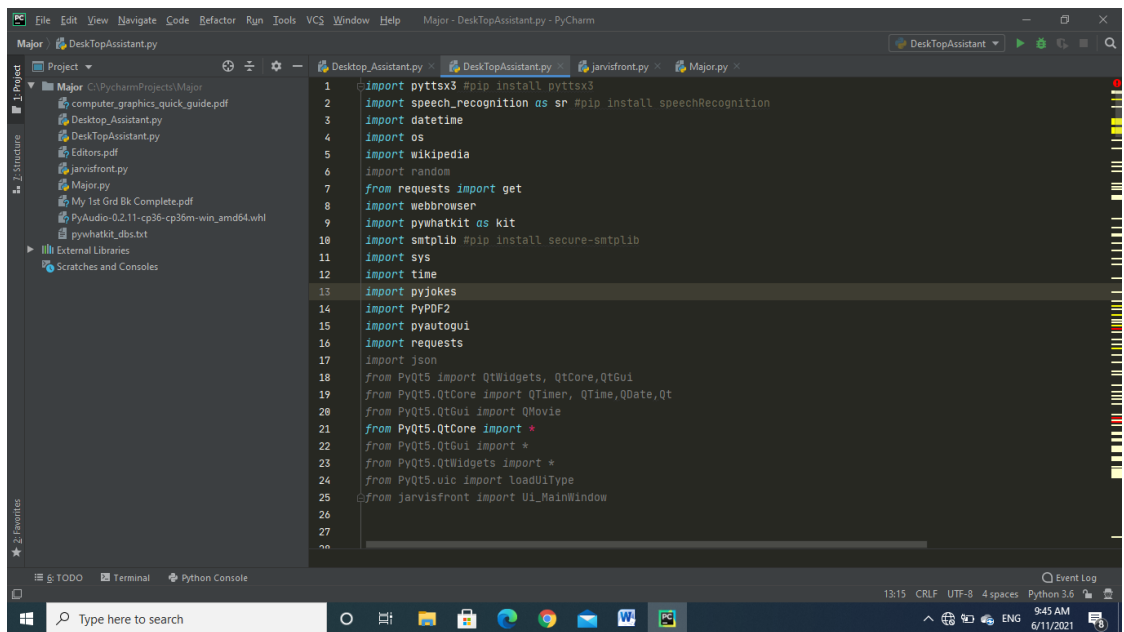 File Edit View Navigate Code Refactor Run Tools VCS Window Help Major - DeskTopAssistant.py - PyCharm
Major DeskTopAssistant.py DeskTopAssistant
Project
Major C:\PycharmProjects\Major
computer_graphics_quick_guide.pdf
Desktop_Assistant.py
DeskTopAssistant.py
Editors.pdf
jarvisfront.py
Major.py
My 1st Grd Bk Complete.pdf
PyAudio-0.2.11-cp36-cp36m-win_amd64.whl
pywhatkit_dbs.txt
External Libraries
Scratches and Consoles
1: Project
2: Structure
2: Favorites
Desktop_Assistant.py DeskTopAssistant.py jarvisfront.py Major.py
1 import pyttsx3 #pip install pyttsx3
2 import speech_recognition as sr #pip install speechRecognition
3 import datetime
4 import os
5 import wikipedia
6 import random
7 from requests import get
8 import webbrowser
9 import pywhatkit as kit
10 import smtplib #pip install secure-smtplib
11 import sys
12 import time
13 import pyjokes
14 import PyPDF2
15 import pyautogui
16 import requests
17 import json
18 from PyQt5 import QtWidgets, QtCore,QtGui
19 from PyQt5.QtCore import QTimer, QTime,QDate,Qt
20 from PyQt5.QtGui import QMovie
21 from PyQt5.QtCore import *
22 from PyQt5.QtGui import *
23 from PyQt5.QtWidgets import *
24 from PyQt5.uic import loadUiType
25 from jarvisfront import Ui_MainWindow
26
27
28
6: TODO Terminal Python Console Event Log
13:15 CRLF UTF-8 4 spaces Python 3.6
Type here to search ENG 9:45 AM
6/11/2021
8